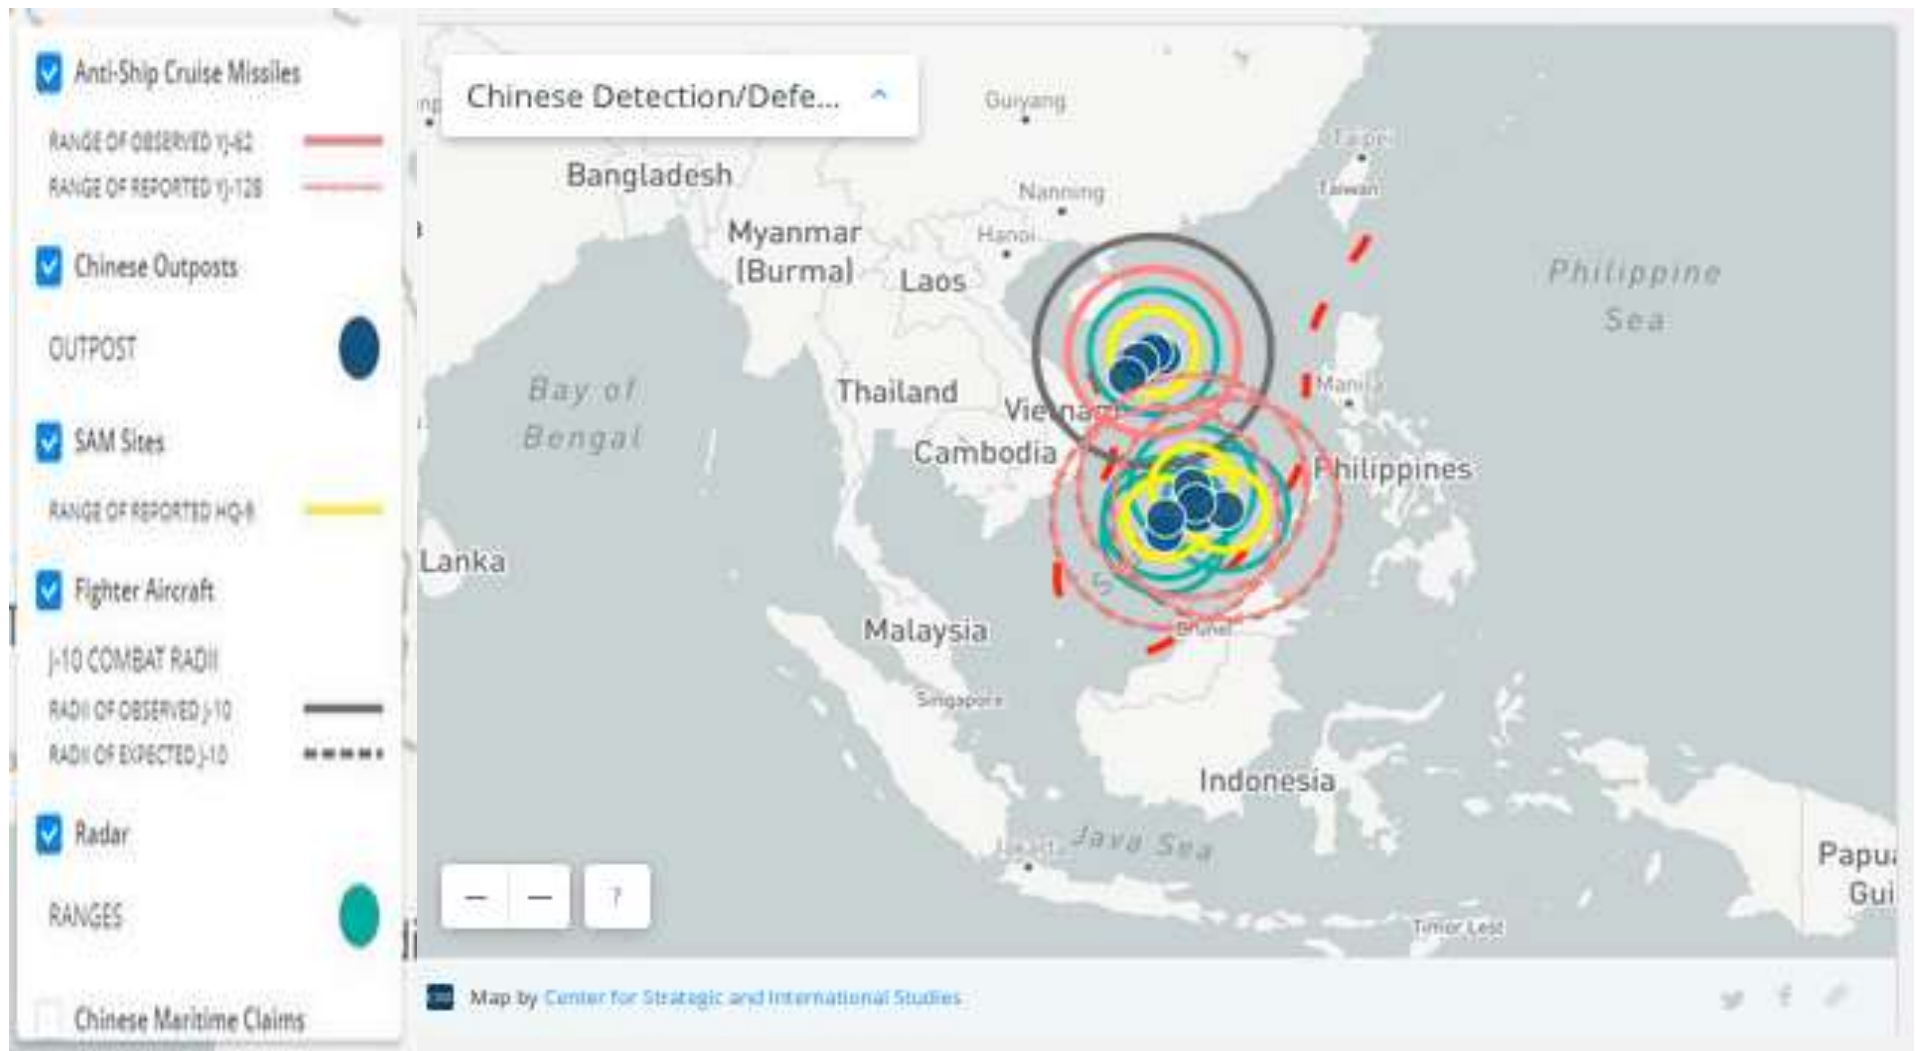 Anti-Ship Cruise Missiles
RANGE OF OBSERVED YJ-62
RANGE OF REPORTED YJ-12B
Chinese Outposts
OUTPOST
SAM Sites
RANGE OF REPORTED HQ-9
Fighter Aircraft
J-10 COMBAT RADII
RADII OF OBSERVED J-10
RADII OF EXPECTED J-10
Radar
RANGES
Chinese Maritime Claims
Chinese Detection/Defe...
Guiyang
Taipei
Bangladesh
Nanning
Taiwan
Myanmar
(Burma)
Hanoi
Laos
Philippine
Sea
Bay of
Bengal
Thailand
Vietnam
Manila
Cambodia
Philippines
Lanka
Malaysia
Brunei
Singapore
Indonesia
Java Sea
Papua
Gui
Timor Lest
?
Map by Center for Strategic and International Studies